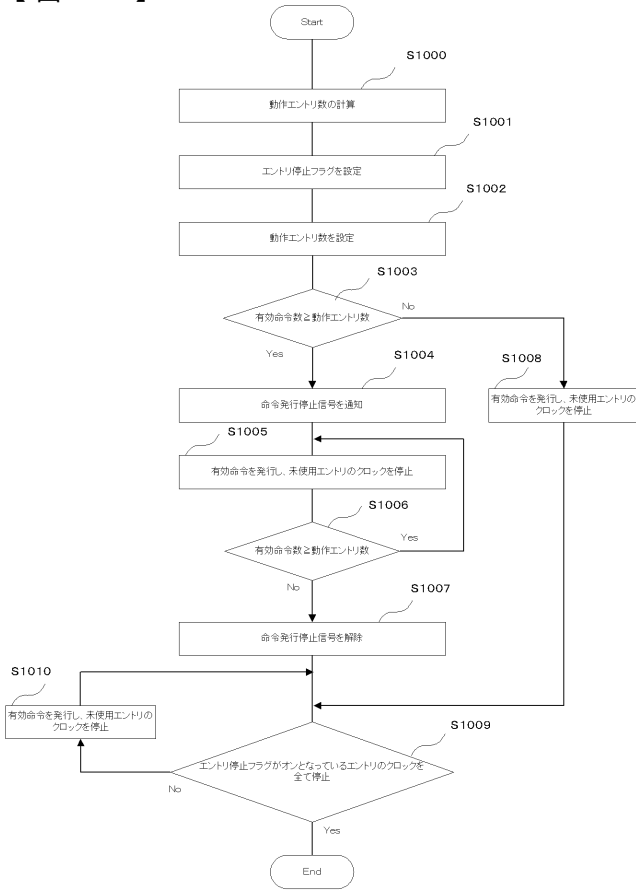 【図
】
Start
S1000
動作エントリ数の計算
S1001
エントリ停止フラグを設定
S1002
動作エントリ数を設定
S1003
有効命令数≧動作エントリ数
No
Yes
S1004
命令発行停止信号を通知
S1008
有効命令を発行し、未使用エントリの
クロックを停止
S1005
有効命令を発行し、未使用エントリのクロックを停止
S1006
有効命令数≧動作エントリ数
Yes
No
S1007
命令発行停止信号を解除
S1010
有効命令を発行し、未使用エントリの
クロックを停止
S1009
エントリ停止フラグがオンとなっているエントリのクロックを
全て停止
No
Yes
End